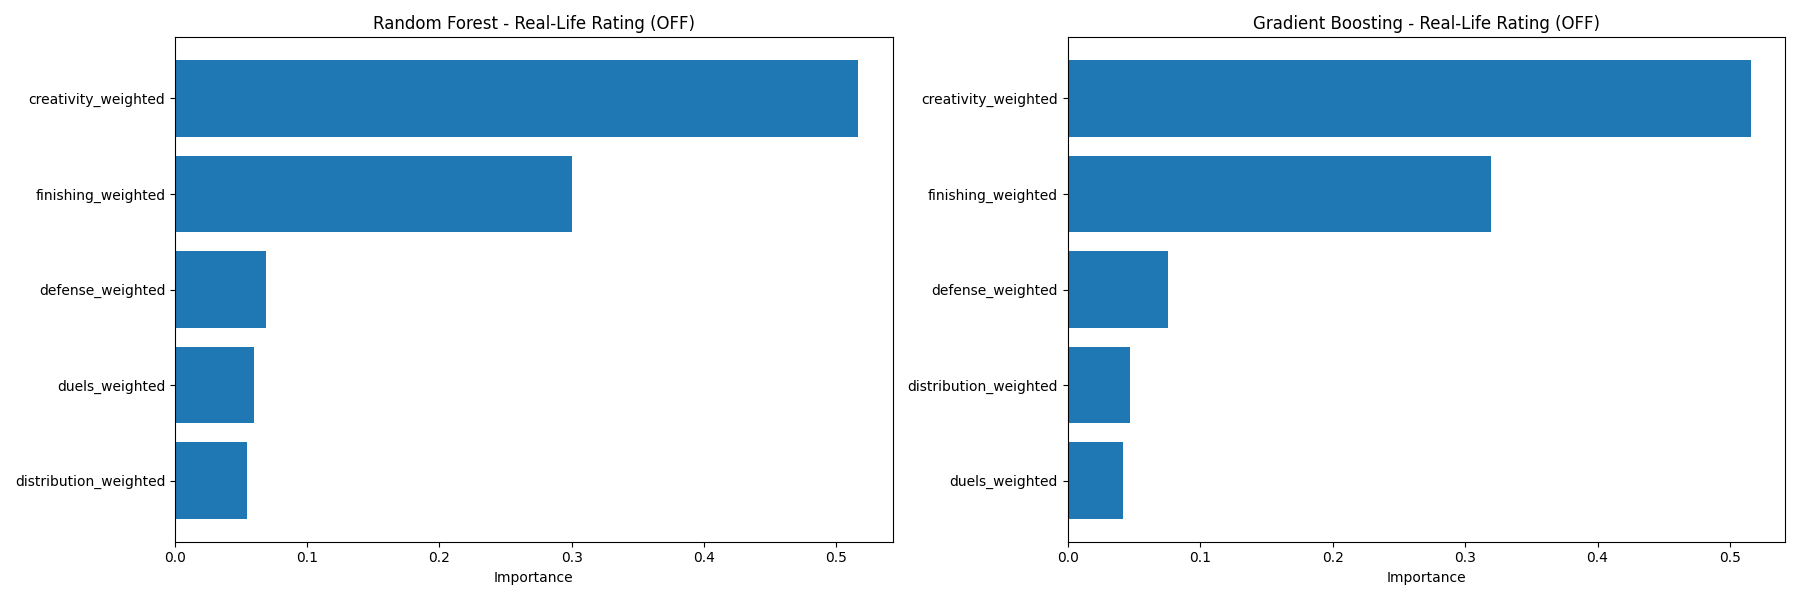 Random Forest - Real-Life Rating (OFF)
creativity_weighted
finishing_weighted
defense_weighted
duels_weighted
distribution_weighted
0.0 0.1 0.2 0.3 0.4 0.5
Importance
Gradient Boosting - Real-Life Rating (OFF)
creativity_weighted
finishing_weighted
defense_weighted
distribution_weighted
duels_weighted
0.0 0.1 0.2 0.3 0.4 0.5
Importance